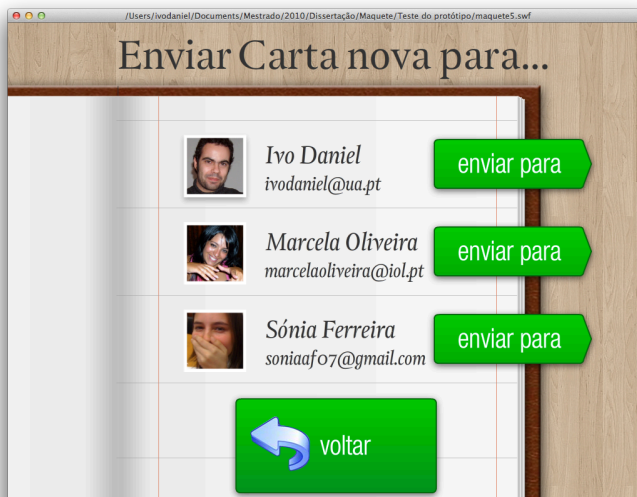 /Users/ivodaniel/Documents/Mestrado/2010/Dissertação/Maquete/Teste do protótipo/maquete5.swf
Enviar Carta nova para...
Ivo Daniel
ivodaniel@ua.pt
enviar para
Marcela Oliveira
marcelaoliveira@iol.pt
enviar para
Sónia Ferreira
soniaaf07@gmail.com
enviar para
voltar